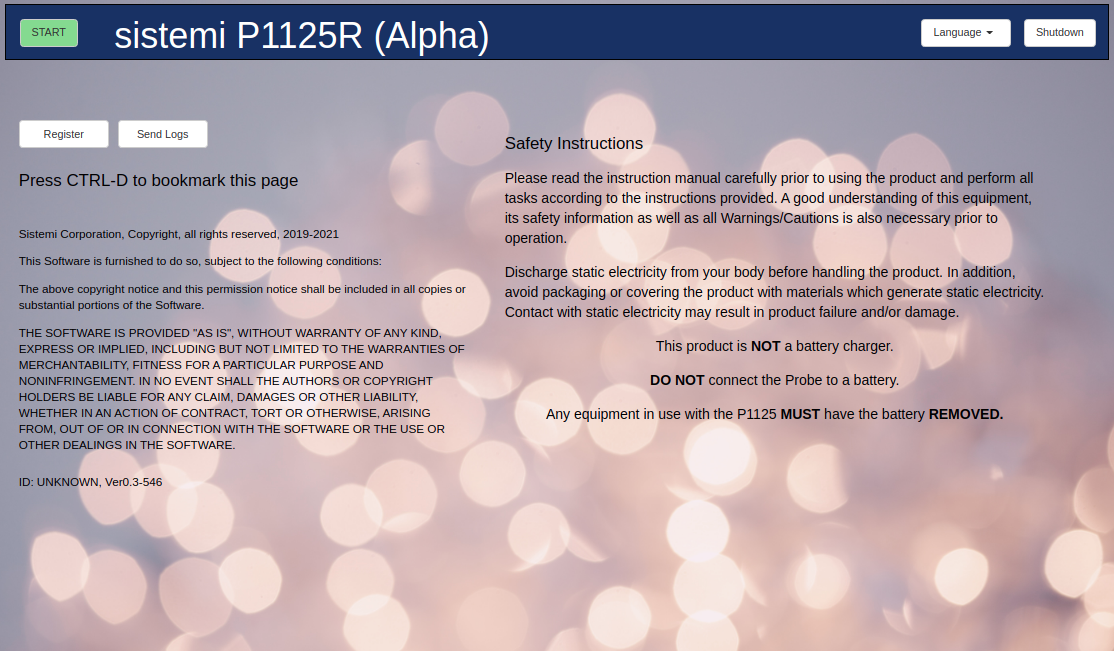 START
sistemi P1125R (Alpha)
Language
Shutdown
Register
Send Logs
Press CTRL-D to bookmark this page
Sistemi Corporation, Copyright, all rights reserved, 2019-2021
This Software is furnished to do so, subject to the following conditions:
The above copyright notice and this permission notice shall be included in all copies or
substantial portions of the Software.
THE SOFTWARE IS PROVIDED "AS IS", WITHOUT WARRANTY OF ANY KIND,
EXPRESS OR IMPLIED, INCLUDING BUT NOT LIMITED TO THE WARRANTIES OF
MERCHANTABILITY, FITNESS FOR A PARTICULAR PURPOSE AND
NONINFRINGEMENT. IN NO EVENT SHALL THE AUTHORS OR COPYRIGHT
HOLDERS BE LIABLE FOR ANY CLAIM, DAMAGES OR OTHER LIABILITY,
WHETHER IN AN ACTION OF CONTRACT, TORT OR OTHERWISE, ARISING
FROM, OUT OF OR IN CONNECTION WITH THE SOFTWARE OR THE USE OR
OTHER DEALINGS IN THE SOFTWARE.
ID: UNKNOWN, Ver0.3-546
Safety Instructions
Please read the instruction manual carefully prior to using the product and perform all
tasks according to the instructions provided. A good understanding of this equipment,
its safety information as well as all Warnings/Cautions is also necessary prior to
operation.
Discharge static electricity from your body before handling the product. In addition,
avoid packaging or covering the product with materials which generate static electricity.
Contact with static electricity may result in product failure and/or damage.
This product is NOT a battery charger.
DO NOT connect the Probe to a battery.
Any equipment in use with the P1125 MUST have the battery REMOVED.